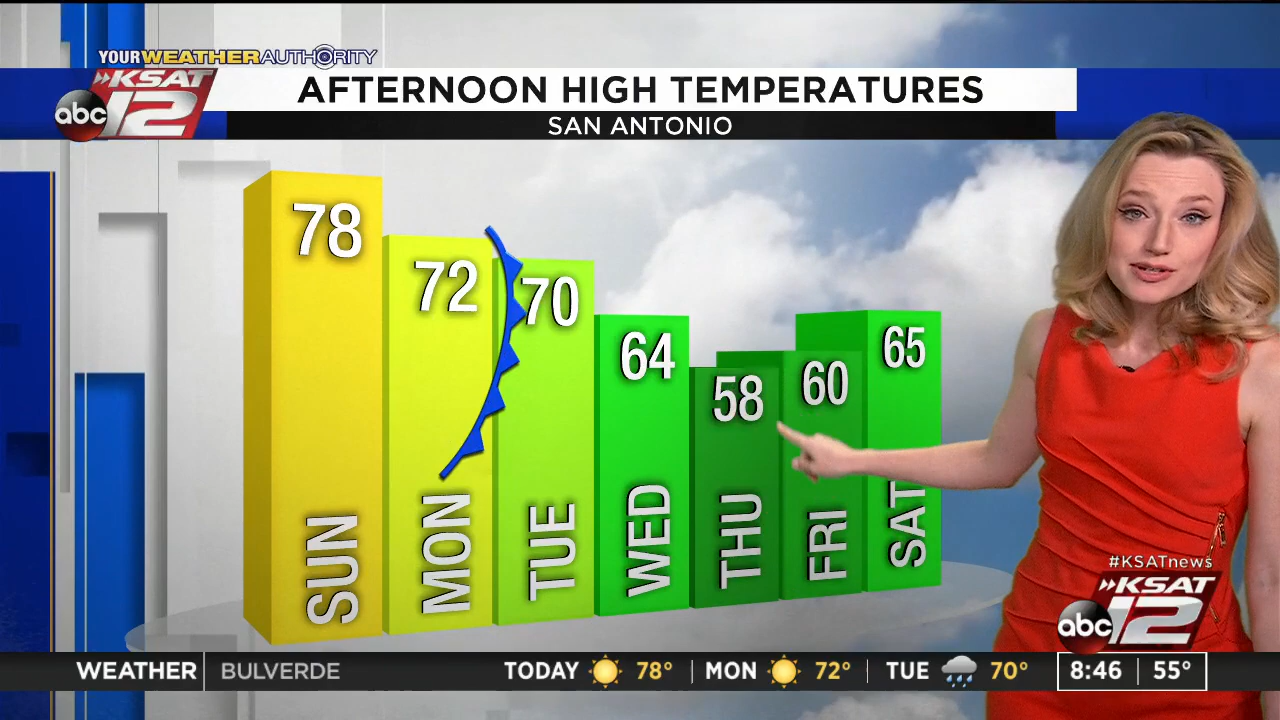 YOURWEATHERAUTHORITY
KSAT
abc 12
AFTERNOON HIGH TEMPERATURES
SAN ANTONIO
78
72
70
64
58
60
65
SUN
MON
TUE
WED
THU
FRI
SAT
#KSATnews
KSAT
abc 12
WEATHER BULVERDE TODAY 78° MON 72° TUE 70° 8:46 55°